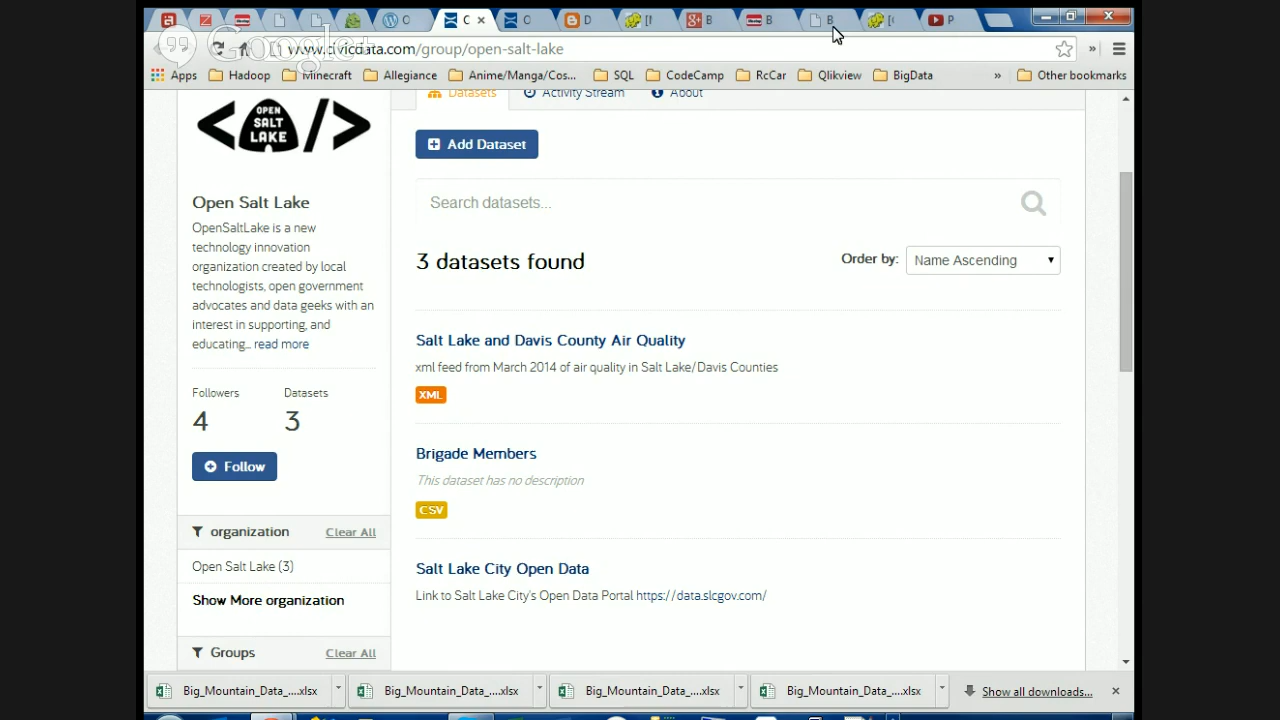 C
O
D
B
B
B
P
Google+
www.civicdata.com/group/open-salt-lake
Apps Hadoop Minecraft Allegiance Anime/Manga/Cos... SQL CodeCamp RcCar Qlikview BigData » Other bookmarks
Datasets Activity Stream About
OPEN
SALT
LAKE
Add Dataset
Search datasets...
Open Salt Lake
OpenSaltLake is a new
technology innovation
organization created by local
technologists, open government
advocates and data geeks with an
interest in supporting, and
educating... read more
3 datasets found
Order by: Name Ascending
Salt Lake and Davis County Air Quality
xml feed from March 2014 of air quality in Salt Lake/Davis Counties
XML
Followers Datasets
4 3
Follow
Brigade Members
This dataset has no description
CSV
organization Clear All
Open Salt Lake (3)
Show More organization
Salt Lake City Open Data
Link to Salt Lake City's Open Data Portal https://data.slcgov.com/
Groups Clear All
Big_Mountain_Data_....xlsx Big_Mountain_Data_....xlsx Big_Mountain_Data_....xlsx Big_Mountain_Data_....xlsx Show all downloads...